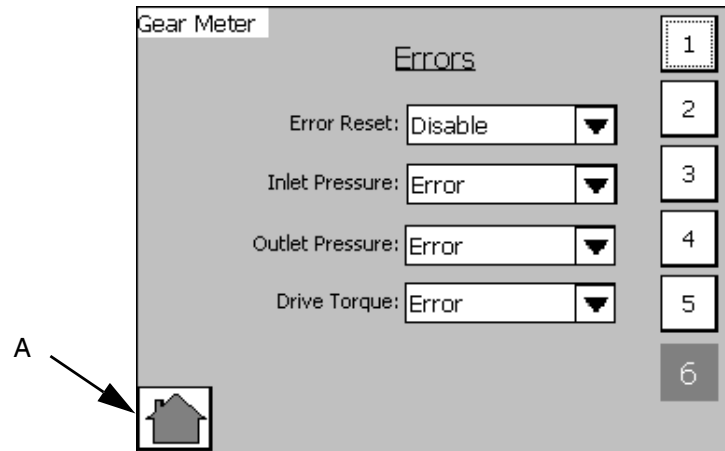 Gear Meter
Errors
1
Error Reset: Disable
2
Inlet Pressure: Error
3
Outlet Pressure: Error
4
Drive Torque: Error
5
6
A